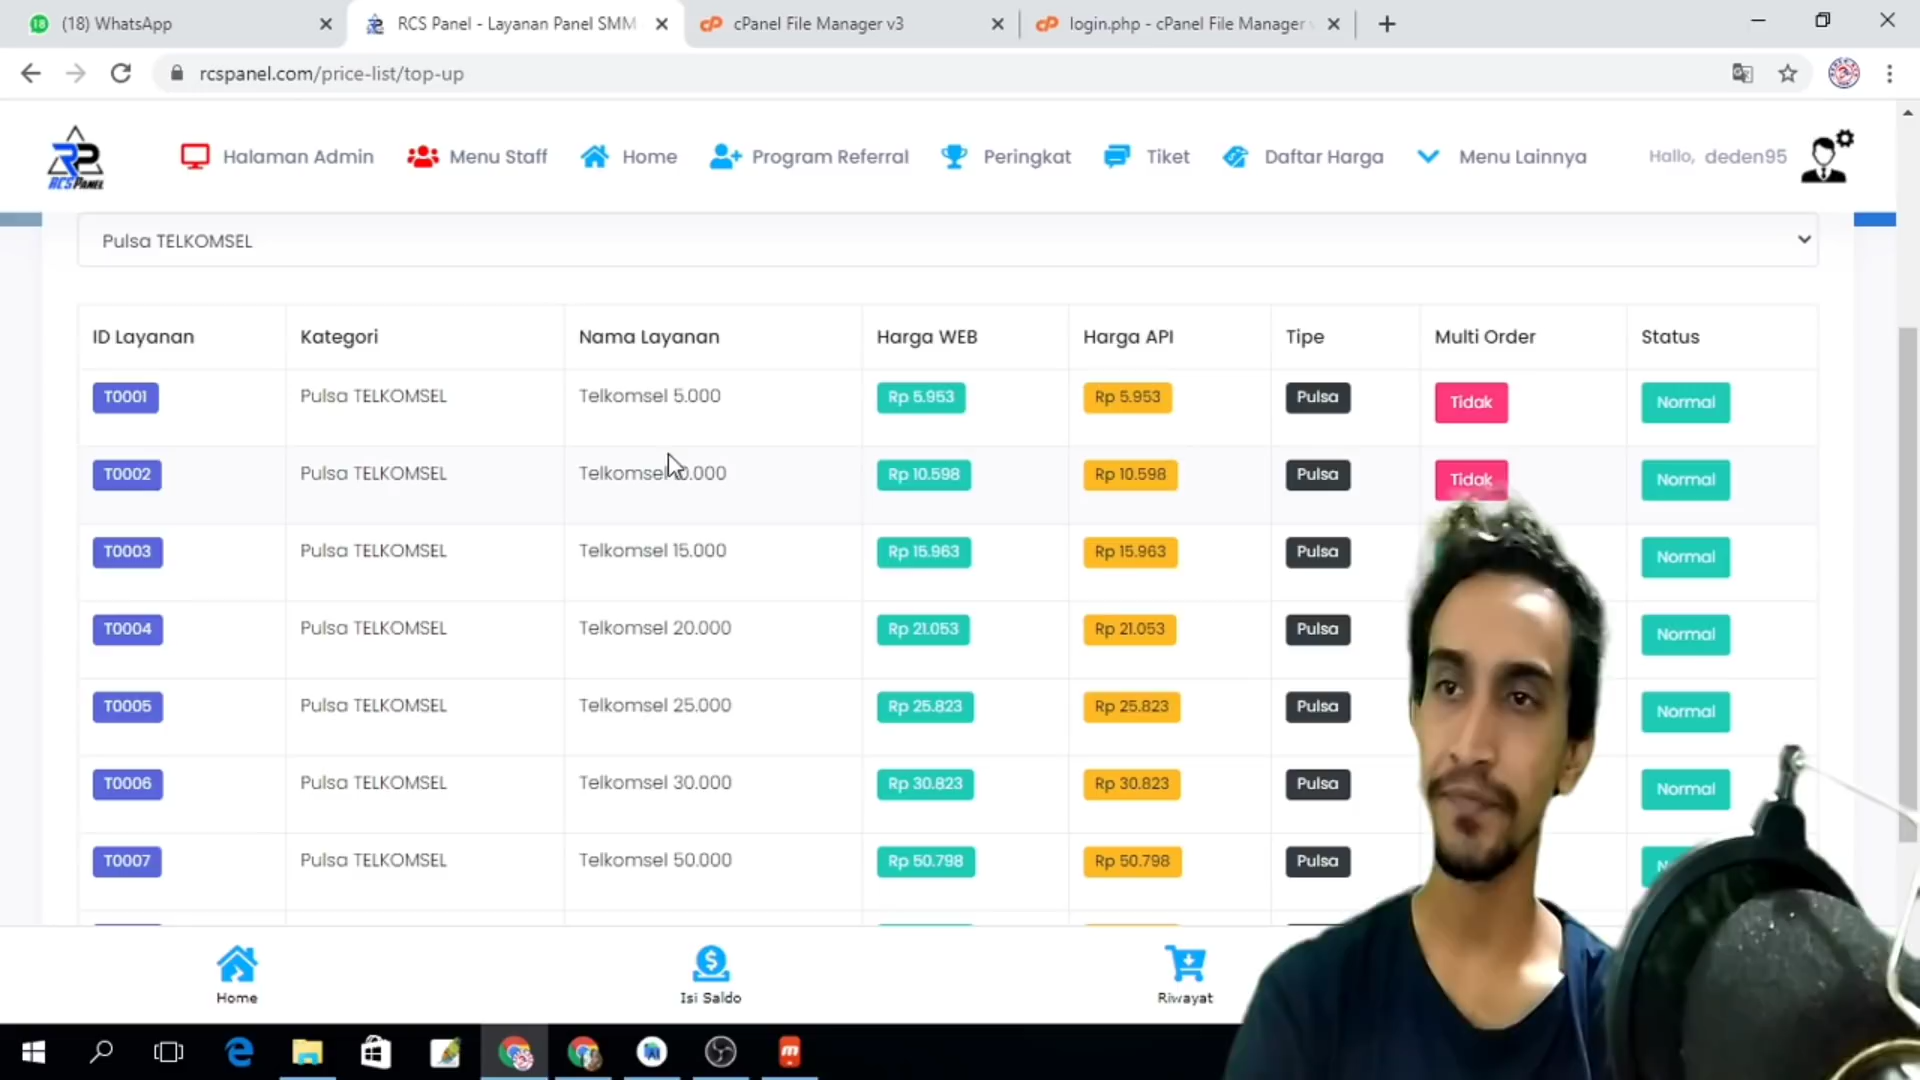 (18) WhatsApp
RCS Panel - Layanan Panel SMM
cPanel File Manager v3
login.php - cPanel File Manager
rcspanel.com/price-list/top-up
RCSPANEL
Halaman Admin
Menu Staff
Home
Program Referral
Peringkat
Tiket
Daftar Harga
Menu Lainnya
Hallo, deden95
Pulsa TELKOMSEL
ID Layanan Kategori Nama Layanan Harga WEB Harga API Tipe Multi Order Status
T0001 Pulsa TELKOMSEL Telkomsel 5.000 Rp 5.953 Rp 5.953 Pulsa Tidak Normal
T0002 Pulsa TELKOMSEL Telkomsel 0.000 Rp 10.598 Rp 10.598 Pulsa Tidak Normal
T0003 Pulsa TELKOMSEL Telkomsel 15.000 Rp 15.963 Rp 15.963 Pulsa Normal
T0004 Pulsa TELKOMSEL Telkomsel 20.000 Rp 21.053 Rp 21.053 Pulsa Normal
T0005 Pulsa TELKOMSEL Telkomsel 25.000 Rp 25.823 Rp 25.823 Pulsa Normal
T0006 Pulsa TELKOMSEL Telkomsel 30.000 Rp 30.823 Rp 30.823 Pulsa Normal
T0007 Pulsa TELKOMSEL Telkomsel 50.000 Rp 50.798 Rp 50.798 Pulsa
Home
Isi Saldo
Riwayat